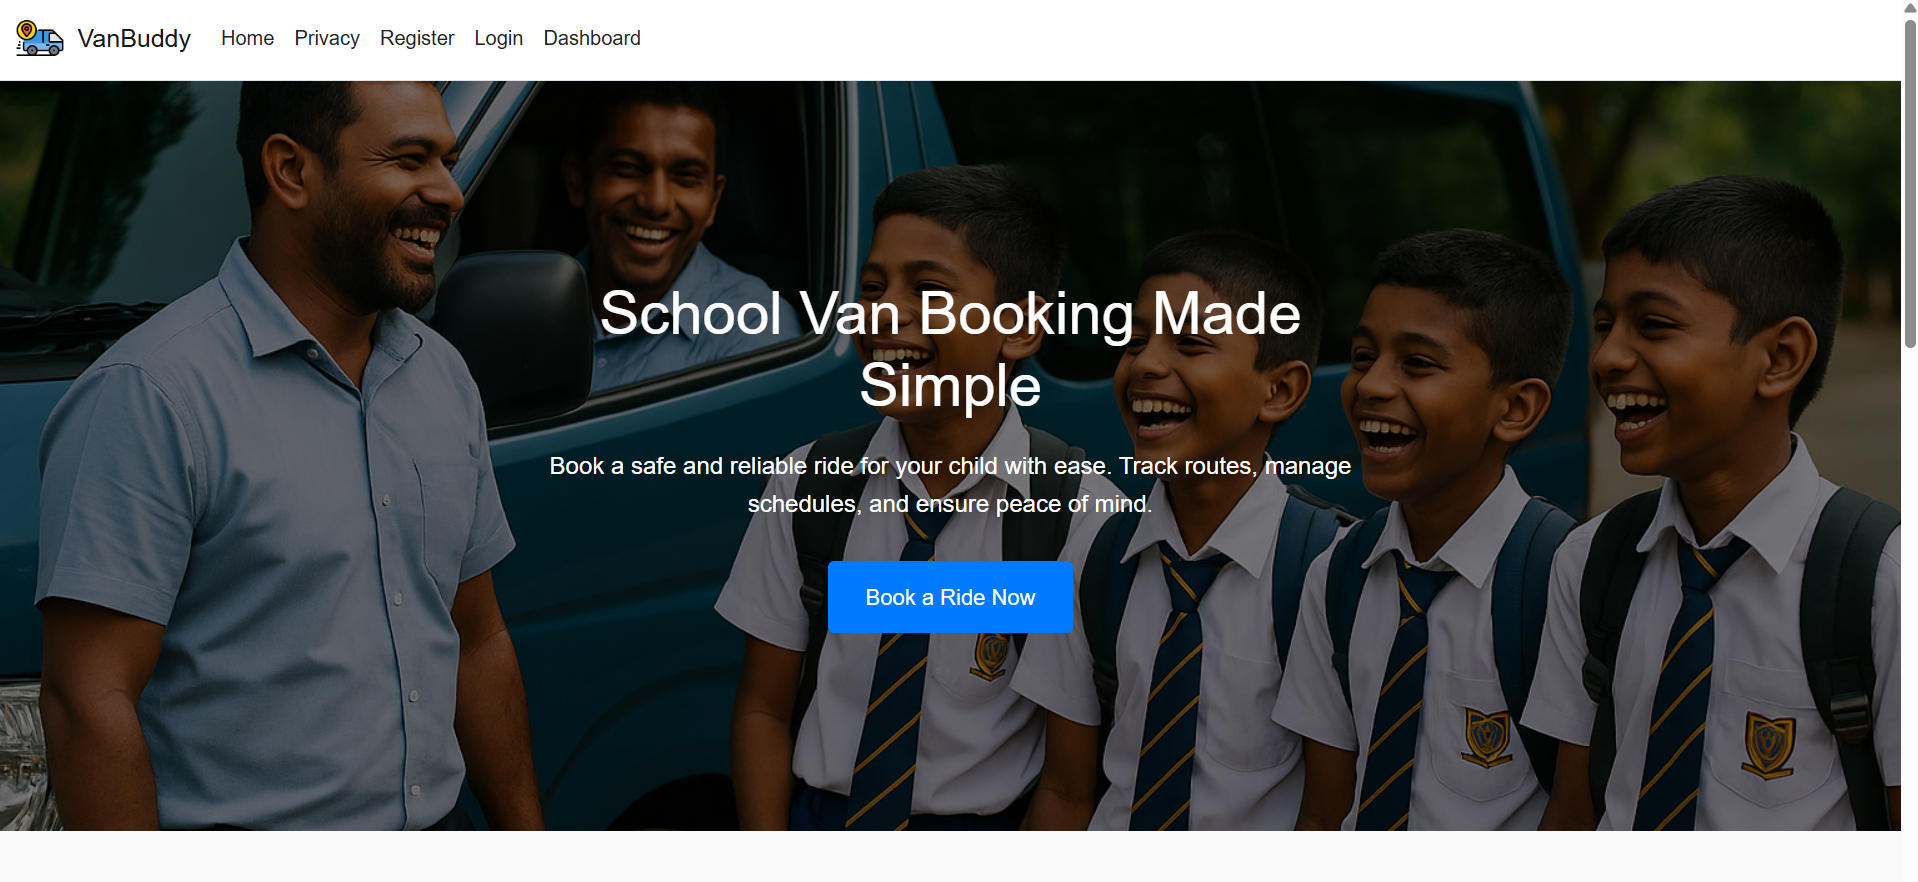 VanBuddy Home Privacy Register Login Dashboard
School Van Booking Made
Simple
Book a safe and reliable ride for your child with ease. Track routes, manage
schedules, and ensure peace of mind.
Book a Ride Now